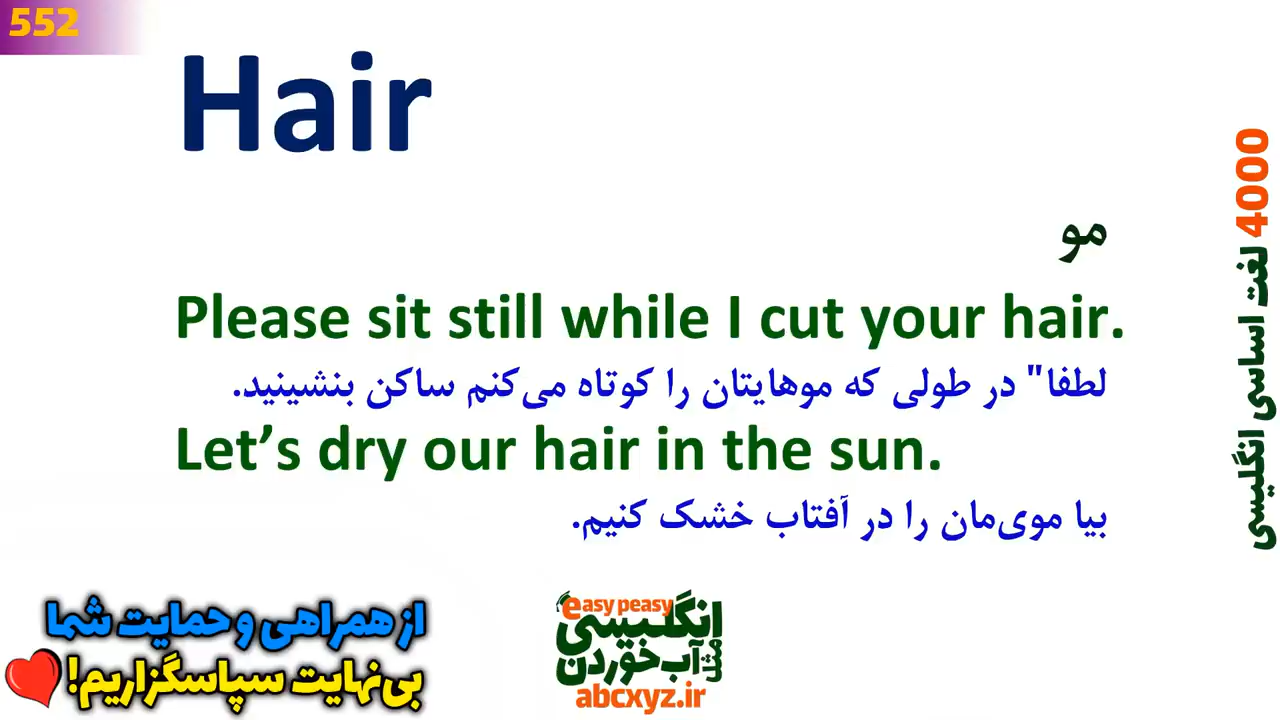 552
Hair
مو
Please sit still while I cut your hair.
لطفا" در طولی که موهایتان را کوتاه می‌کنم ساکن بنشینید.
Let’s dry our hair in the sun.
بیا موی‌مان را در آفتاب خشک کنیم.
4000 لغت اساسی انگلیسی
از همراهی و حمایت شما
بی‌نهایت سپاسگزاریم!
easy peasy
انگلیسی
مثل آب خوردن
abcxyz.ir